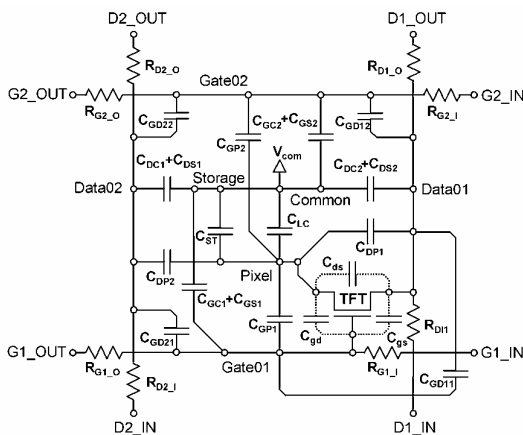 D2_OUT D1_OUT
R_D2_O R_D1_O
G2_OUT Gate02 G2_IN
R_G2_O R_G2_I
C_GD22 C_GC2+C_GS2 C_GD12
C_GP2
V_com
C_DC1+C_DS1 C_DC2+C_DS2
Storage
Data02 Common Data01
C_LC
C_ST C_DP1
C_DP2 Pixel C_ds
C_GC1+C_GS1 TFT
C_GD21 C_GP1 C_gd C_gs R_DI1
G1_OUT G1_IN
R_G1_O Gate01 R_G1_I C_GD11
R_D2_I
D2_IN D1_IN